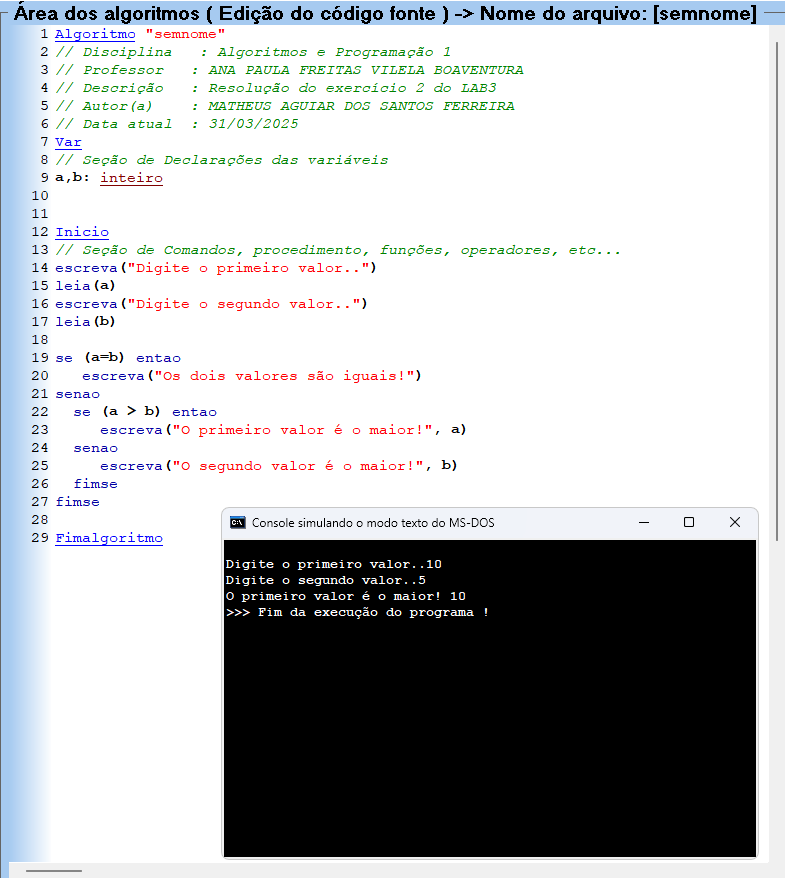 Área dos algoritmos ( Edição do código fonte ) -> Nome do arquivo: [semnome]
1 Algoritmo "semnome"
2 // Disciplina   : Algoritmos e Programação 1
3 // Professor   : ANA PAULA FREITAS VILELA BOAVENTURA
4 // Descrição   : Resolução do exercício 2 do LAB3
5 // Autor(a)    : MATHEUS AGUIAR DOS SANTOS FERREIRA
6 // Data atual  : 31/03/2025
7 Var
8 // Seção de Declarações das variáveis
9 a,b: inteiro
10
11
12 Inicio
13 // Seção de Comandos, procedimento, funções, operadores, etc...
14 escreva("Digite o primeiro valor..")
15 leia(a)
16 escreva("Digite o segundo valor..")
17 leia(b)
18
19 se (a=b) entao
20    escreva("Os dois valores são iguais!")
21 senao
22   se (a > b) entao
23      escreva("O primeiro valor é o maior!", a)
24   senao
25      escreva("O segundo valor é o maior!", b)
26   fimse
27 fimse
28
29 Fimalgoritmo
C:\ Console simulando o modo texto do MS-DOS
Digite o primeiro valor..10
Digite o segundo valor..5
O primeiro valor é o maior! 10
>>> Fim da execução do programa !